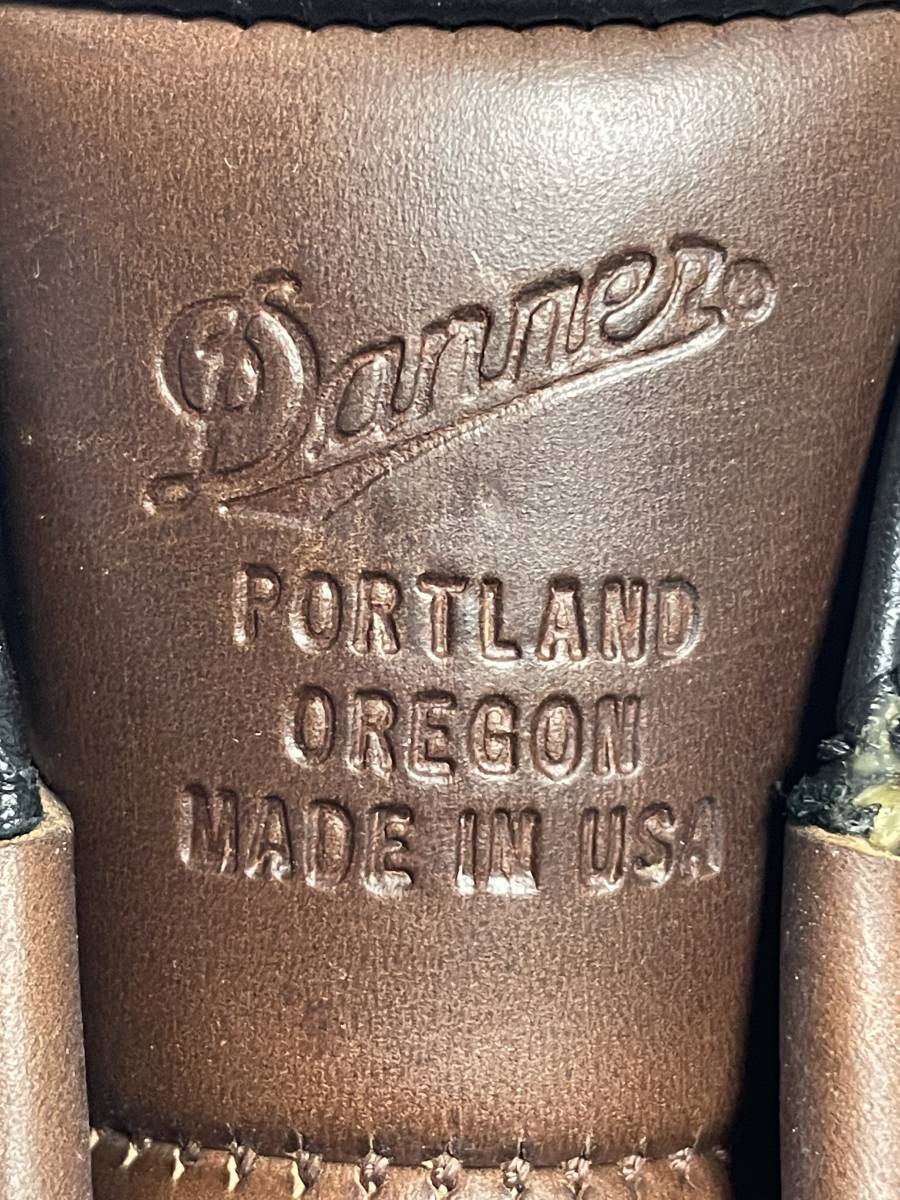 Danner
PORTLAND
OREGON
MADE IN USA